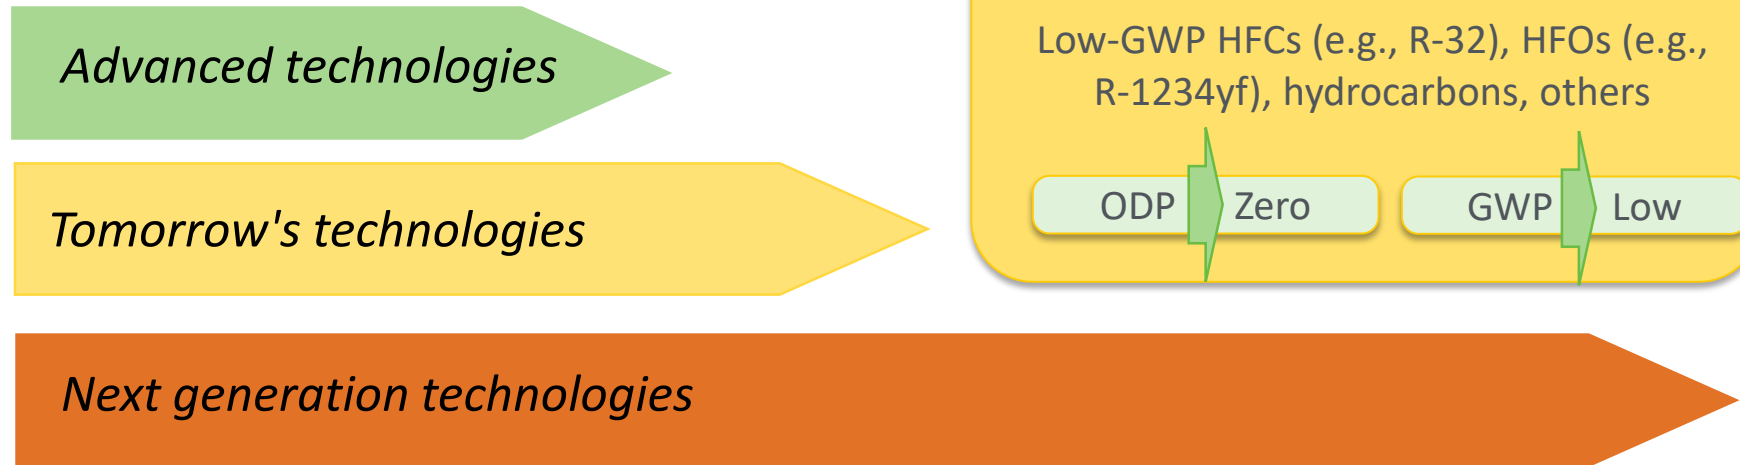 Advanced technologies
Tomorrow's technologies
Next generation technologies
Low-GWP HFCs (e.g., R-32), HFOs (e.g.,
R-1234yf), hydrocarbons, others
ODP Zero
GWP Low